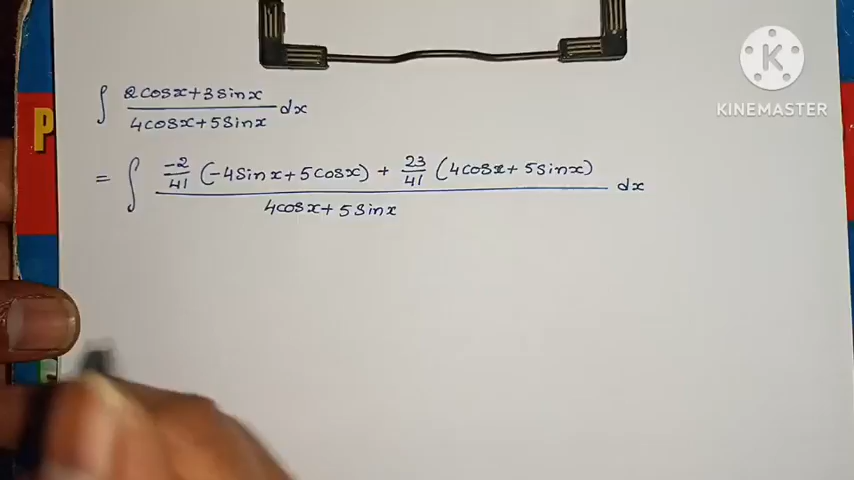 ∫ (2cosx+3sinx)/(4cosx+5sinx) dx
= ∫ (-2/41 (-4sinx+5cosx) + 23/41 (4cosx+5sinx))/(4cosx+5sinx) dx
P
K
KINEMASTER